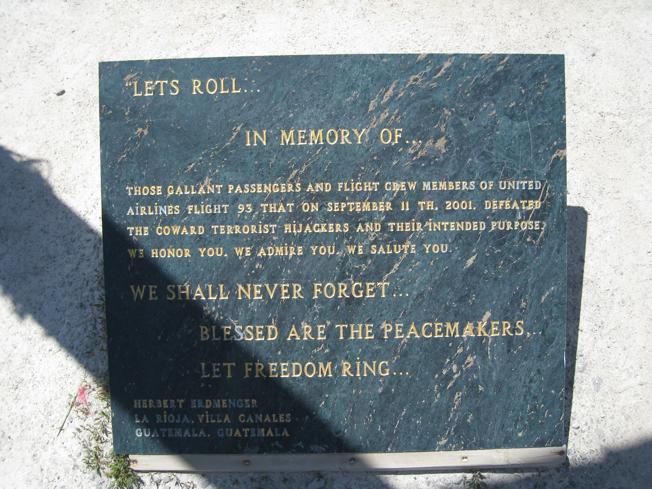 "LETS ROLL...
IN MEMORY OF...
THOSE GALLANT PASSENGERS AND FLIGHT CREW MEMBERS OF UNITED
AIRLINES FLIGHT 93 THAT ON SEPTEMBER 11 TH. 2001. DEFEATED
THE COWARD TERRORIST HIJACKERS AND THEIR INTENDED PURPOSE.
WE HONOR YOU. WE ADMIRE YOU. WE SALUTE YOU.
WE SHALL NEVER FORGET...
BLESSED ARE THE PEACEMAKERS...
LET FREEDOM RING...
HERBERT ERDMENGER
LA RIOJA, VILLA CANALES
GUATEMALA, GUATEMALA